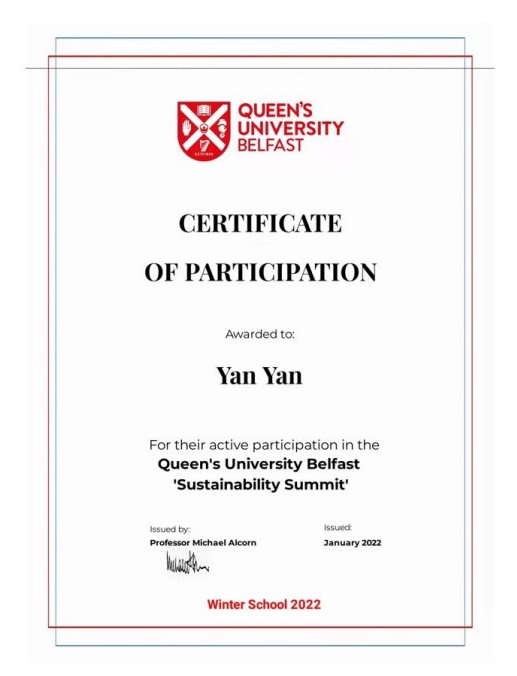 QUEEN'S
UNIVERSITY
BELFAST
CERTIFICATE
OF PARTICIPATION
Awarded to:
Yan Yan
For their active participation in the
Queen's University Belfast
'Sustainability Summit'
Issued by:
Professor Michael Alcorn
Issued:
January 2022
Winter School 2022